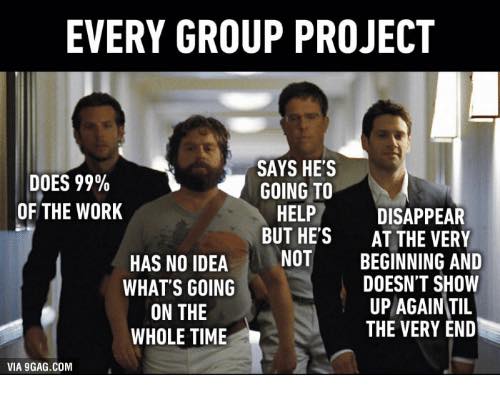 EVERY GROUP PROJECT
DOES 99%
OF THE WORK
HAS NO IDEA
WHAT'S GOING
ON THE
WHOLE TIME
SAYS HE'S
GOING TO
HELP
BUT HE'S
NOT
DISAPPEAR
AT THE VERY
BEGINNING AND
DOESN'T SHOW
UP AGAIN TIL
THE VERY END
VIA 9GAG.COM